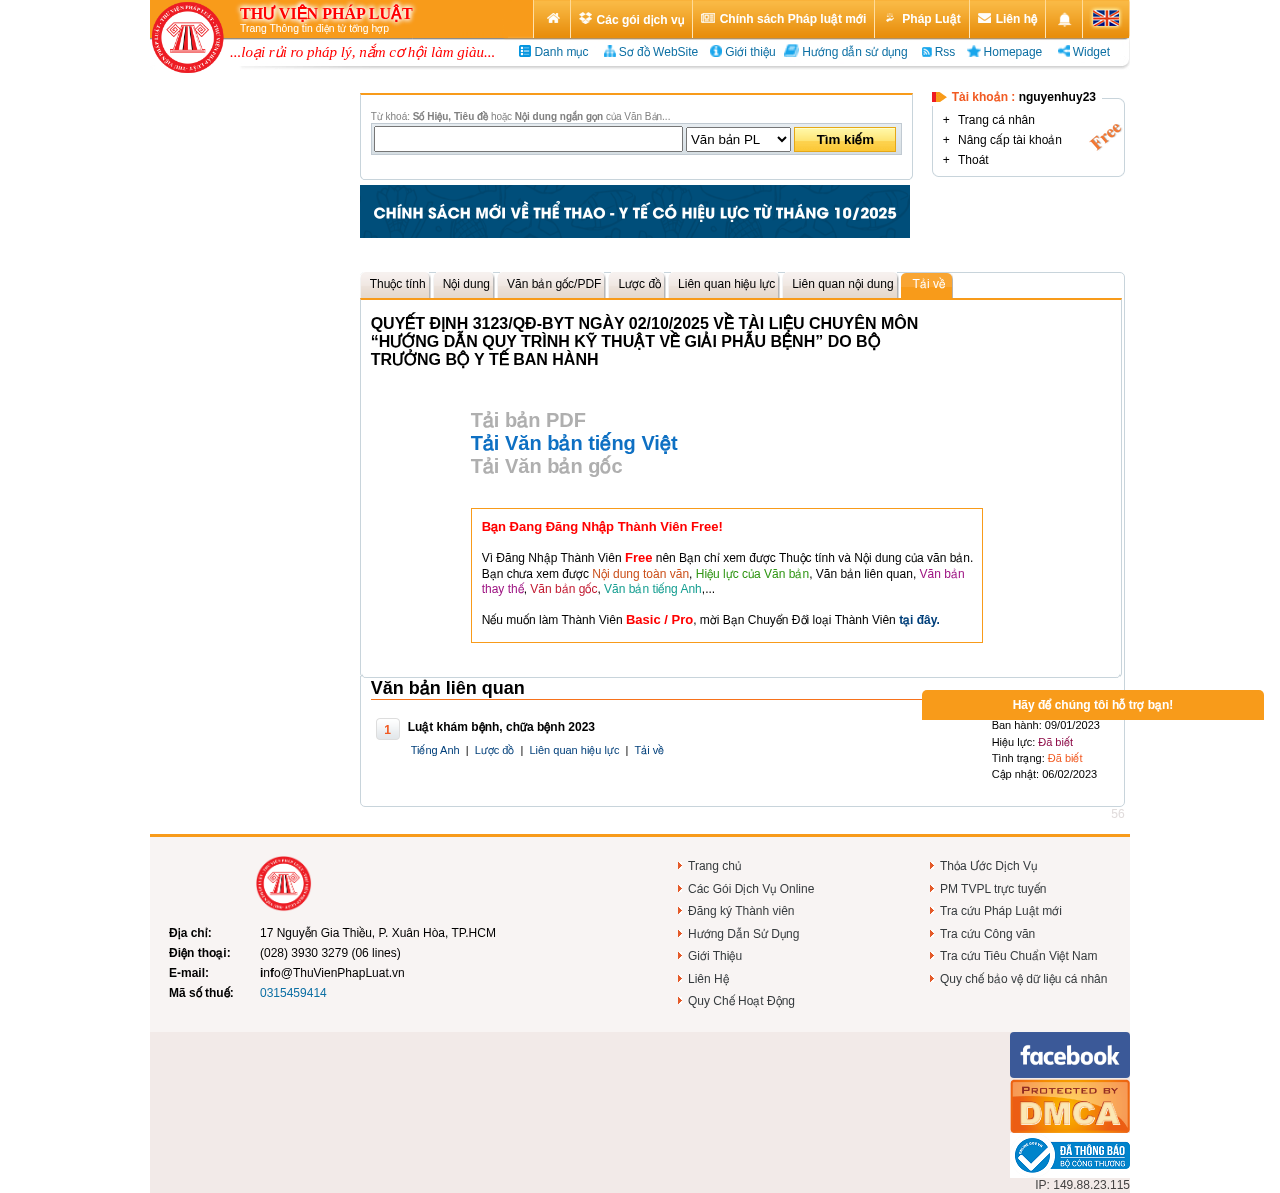 THƯ VIỆN PHÁP LUẬT
Trang Thông tin điện tử tổng hợp
Các gói dịch vụ
Chính sách Pháp luật mới
Pháp Luật
Liên hệ
...loại rủi ro pháp lý, nắm cơ hội làm giàu...
Danh mục
Sơ đồ WebSite
Giới thiệu
Hướng dẫn sử dụng
Rss
Homepage
Widget
Từ khoá: Số Hiệu, Tiêu đề hoặc Nội dung ngắn gọn của Văn Bản...
Văn bản PL
Tìm kiếm
Tài khoản : nguyenhuy23
+ Trang cá nhân
+ Nâng cấp tài khoản
+ Thoát
Free
CHÍNH SÁCH MỚI VỀ THỂ THAO - Y TẾ CÓ HIỆU LỰC TỪ THÁNG 10/2025
Thuộc tính
Nội dung
Văn bản gốc/PDF
Lược đồ
Liên quan hiệu lực
Liên quan nội dung
Tải về
QUYẾT ĐỊNH 3123/QĐ-BYT NGÀY 02/10/2025 VỀ TÀI LIỆU CHUYÊN MÔN
“HƯỚNG DẪN QUY TRÌNH KỸ THUẬT VỀ GIẢI PHẪU BỆNH” DO BỘ
TRƯỞNG BỘ Y TẾ BAN HÀNH
Tải bản PDF
Tải Văn bản tiếng Việt
Tải Văn bản gốc
Bạn Đang Đăng Nhập Thành Viên Free!
Vì Đăng Nhập Thành Viên Free nên Bạn chỉ xem được Thuộc tính và Nội dung của văn bản.
Bạn chưa xem được Nội dung toàn văn, Hiệu lực của Văn bản, Văn bản liên quan, Văn bản
thay thế, Văn bản gốc, Văn bản tiếng Anh,...
Nếu muốn làm Thành Viên Basic / Pro, mời Bạn Chuyển Đổi loại Thành Viên tại đây.
Văn bản liên quan
Hãy để chúng tôi hỗ trợ bạn!
1
Luật khám bệnh, chữa bệnh 2023
Tiếng Anh | Lược đồ | Liên quan hiệu lực | Tải về
Ban hành: 09/01/2023
Hiệu lực: Đã biết
Tình trạng: Đã biết
Cập nhật: 06/02/2023
56
Địa chỉ: 17 Nguyễn Gia Thiều, P. Xuân Hòa, TP.HCM
Điện thoại: (028) 3930 3279 (06 lines)
E-mail: info@ThuVienPhapLuat.vn
Mã số thuế: 0315459414
Trang chủ
Các Gói Dịch Vụ Online
Đăng ký Thành viên
Hướng Dẫn Sử Dụng
Giới Thiệu
Liên Hệ
Quy Chế Hoạt Động
Thỏa Ước Dịch Vụ
PM TVPL trực tuyến
Tra cứu Pháp Luật mới
Tra cứu Công văn
Tra cứu Tiêu Chuẩn Việt Nam
Quy chế bảo vệ dữ liệu cá nhân
facebook
PROTECTED BY
DMCA
ĐÃ THÔNG BÁO
BỘ CÔNG THƯƠNG
IP: 149.88.23.115